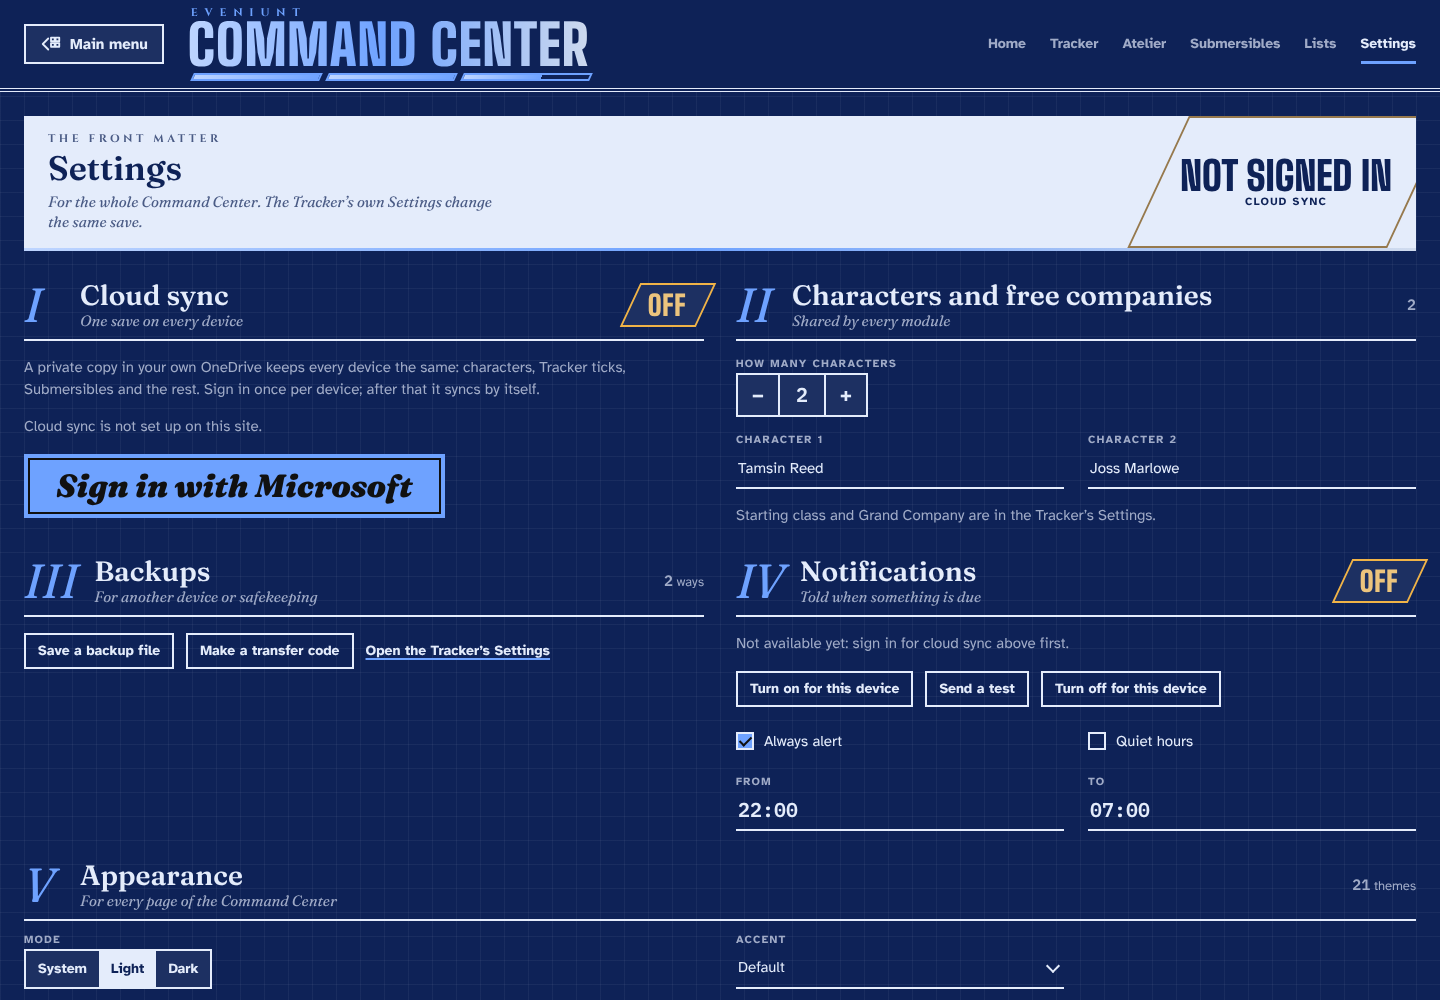 Main menu
EVENIUNT
COMMAND CENTER
Home
Tracker
Atelier
Submersibles
Lists
Settings
THE FRONT MATTER
Settings
For the whole Command Center. The Tracker's own Settings change
the same save.
NOT SIGNED IN
CLOUD SYNC
I
Cloud sync
One save on every device
OFF
A private copy in your own OneDrive keeps every device the same: characters, Tracker ticks,
Submersibles and the rest. Sign in once per device; after that it syncs by itself.
Cloud sync is not set up on this site.
Sign in with Microsoft
II
Characters and free companies
Shared by every module
2
HOW MANY CHARACTERS
− 2 +
CHARACTER 1
Tamsin Reed
CHARACTER 2
Joss Marlowe
Starting class and Grand Company are in the Tracker's Settings.
III
Backups
For another device or safekeeping
2 ways
Save a backup file
Make a transfer code
Open the Tracker's Settings
IV
Notifications
Told when something is due
OFF
Not available yet: sign in for cloud sync above first.
Turn on for this device
Send a test
Turn off for this device
Always alert
Quiet hours
FROM
22:00
TO
07:00
V
Appearance
For every page of the Command Center
21 themes
MODE
System
Light
Dark
ACCENT
Default